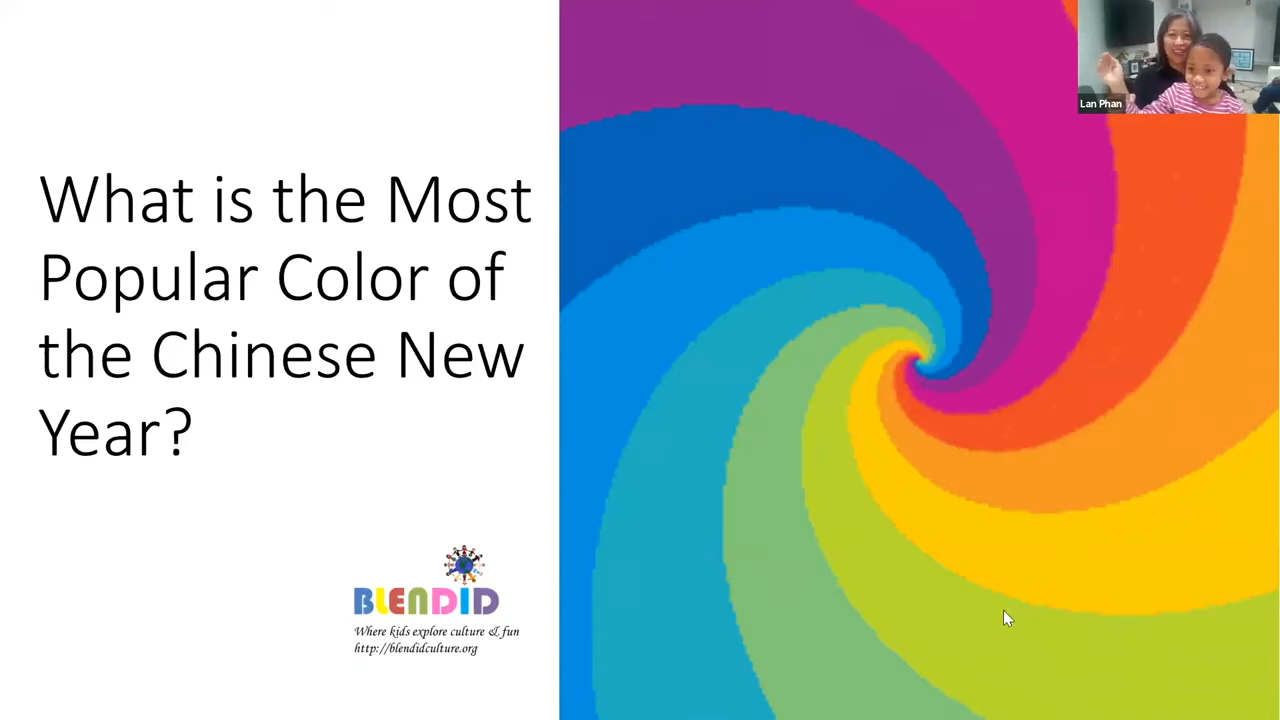 What is the Most
Popular Color of
the Chinese New
Year?
BLENDID
Where kids explore culture & fun
http://blendidculture.org
Lan Phan